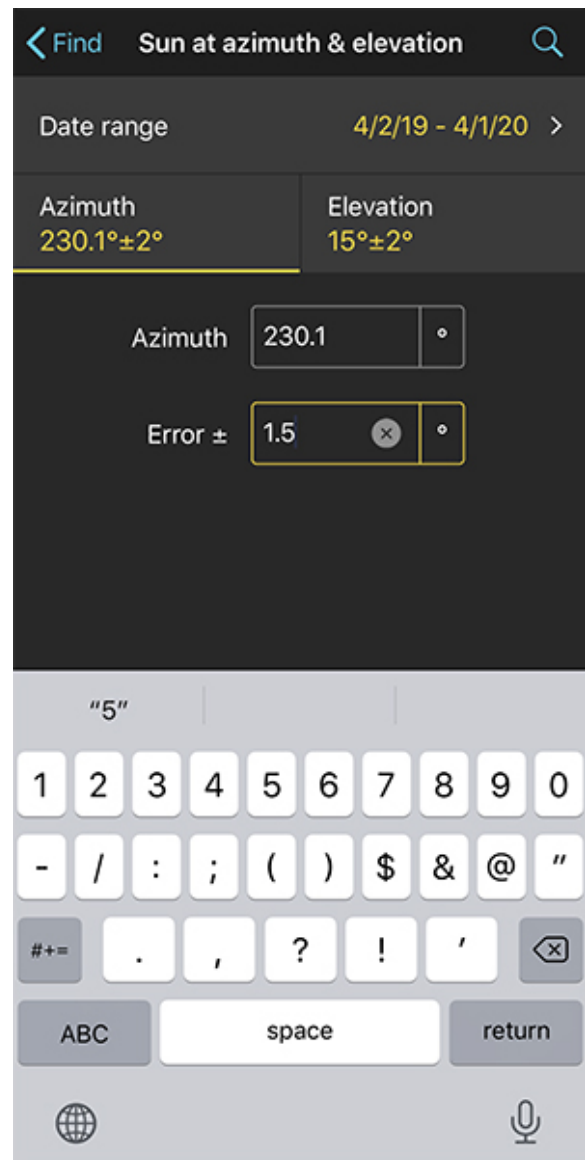 Find Sun at azimuth & elevation
Date range 4/2/19 - 4/1/20
Azimuth Elevation
230.1°±2° 15°±2°
Azimuth 230.1 °
Error ± 1.5 °
"5"
1 2 3 4 5 6 7 8 9 0
- / : ; ( ) $ & @ "
#+= . , ? ! '
ABC space return